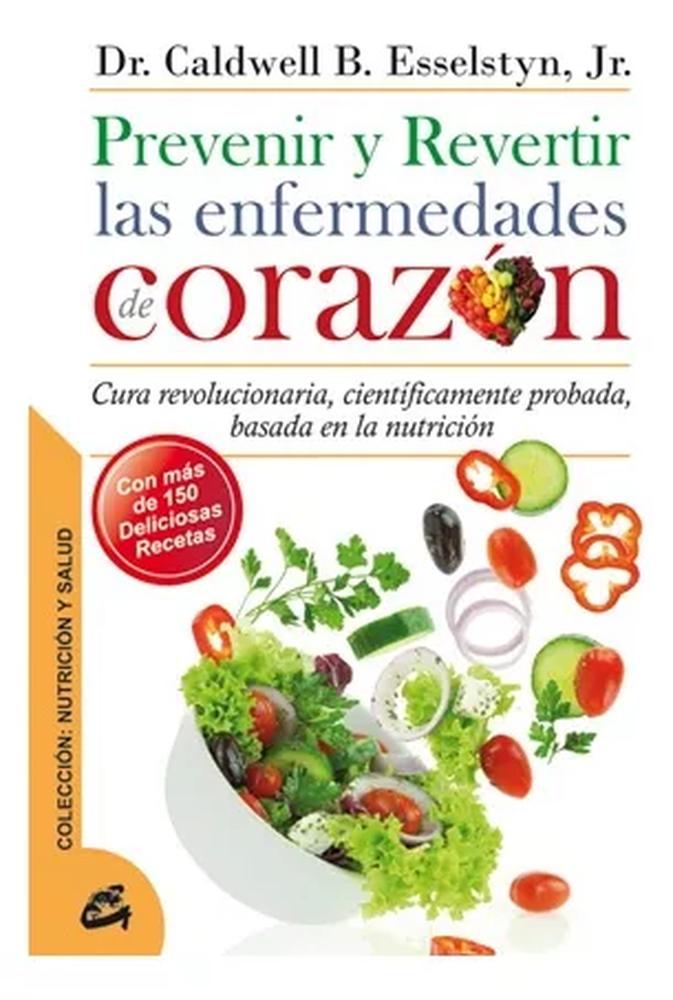 Dr. Caldwell B. Esselstyn, Jr.
Prevenir y Revertir
las enfermedades
de corazón
Cura revolucionaria, científicamente probada,
basada en la nutrición
Con más
de 150
Deliciosas
Recetas
COLECCIÓN: NUTRICIÓN Y SALUD